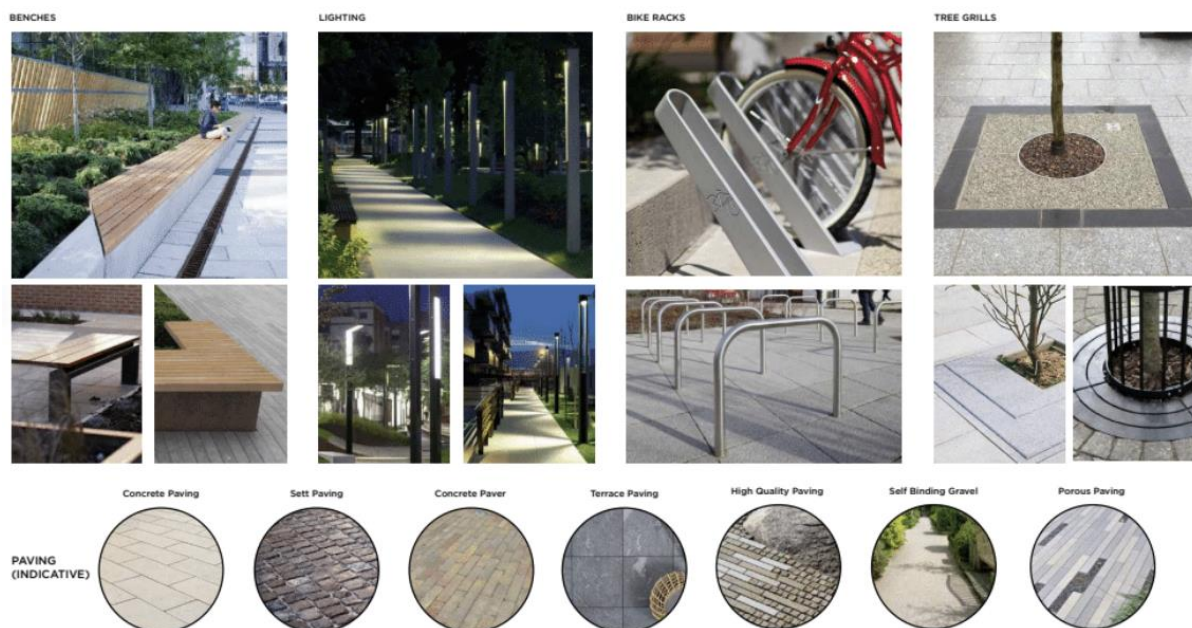 BENCHES
LIGHTING
BIKE RACKS
TREE GRILLS
Concrete Paving
Sett Paving
Concrete Paver
Terrace Paving
High Quality Paving
Self Binding Gravel
Porous Paving
PAVING
(INDICATIVE)